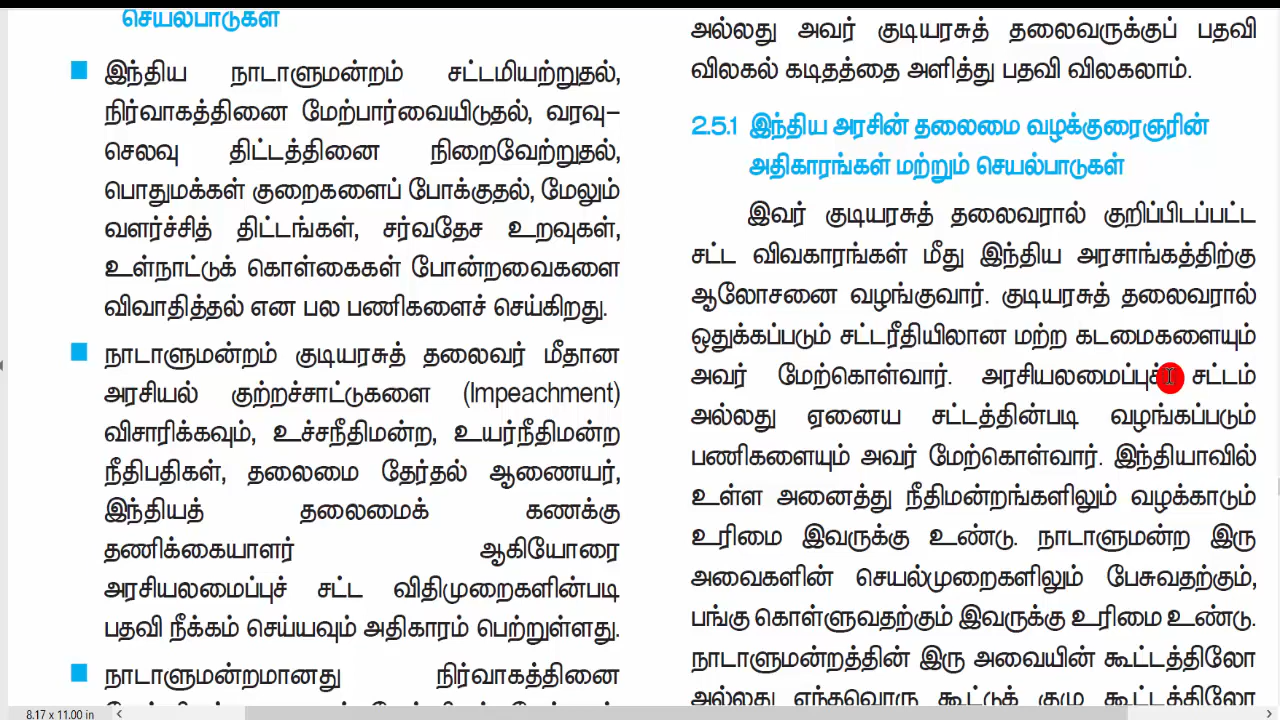 செயல்பாடுகள்
இந்திய நாடாளுமன்றம் சட்டமியற்றுதல்,
நிர்வாகத்தினை மேற்பார்வையிடுதல், வரவு–
செலவு திட்டத்தினை நிறைவேற்றுதல்,
பொதுமக்கள் குறைகளைப் போக்குதல், மேலும்
வளர்ச்சித் திட்டங்கள், சர்வதேச உறவுகள்,
உள்நாட்டுக் கொள்கைகள் போன்றவைகளை
விவாதித்தல் என பல பணிகளைச் செய்கிறது.
நாடாளுமன்றம் குடியரசுத் தலைவர் மீதான
அரசியல் குற்றச்சாட்டுகளை (Impeachment)
விசாரிக்கவும், உச்சநீதிமன்ற, உயர்நீதிமன்ற
நீதிபதிகள், தலைமை தேர்தல் ஆணையர்,
இந்தியத் தலைமைக் கணக்கு
தணிக்கையாளர் ஆகியோரை
அரசியலமைப்புச் சட்ட விதிமுறைகளின்படி
பதவி நீக்கம் செய்யவும் அதிகாரம் பெற்றுள்ளது.
நாடாளுமன்றமானது நிர்வாகத்தினை
அல்லது அவர் குடியரசுத் தலைவருக்குப் பதவி
விலகல் கடிதத்தை அளித்து பதவி விலகலாம்.
2.5.1 இந்திய அரசின் தலைமை வழக்குரைஞரின்
அதிகாரங்கள் மற்றும் செயல்பாடுகள்
இவர் குடியரசுத் தலைவரால் குறிப்பிடப்பட்ட
சட்ட விவகாரங்கள் மீது இந்திய அரசாங்கத்திற்கு
ஆலோசனை வழங்குவார். குடியரசுத் தலைவரால்
ஒதுக்கப்படும் சட்டரீதியிலான மற்ற கடமைகளையும்
அவர் மேற்கொள்வார். அரசியலமைப்புச் சட்டம்
அல்லது ஏனைய சட்டத்தின்படி வழங்கப்படும்
பணிகளையும் அவர் மேற்கொள்வார். இந்தியாவில்
உள்ள அனைத்து நீதிமன்றங்களிலும் வழக்காடும்
உரிமை இவருக்கு உண்டு. நாடாளுமன்ற இரு
அவைகளின் செயல்முறைகளிலும் பேசுவதற்கும்,
பங்கு கொள்ளுவதற்கும் இவருக்கு உரிமை உண்டு.
நாடாளுமன்றத்தின் இரு அவையின் கூட்டத்திலோ
அல்லது எந்தவொரு கூட்டுக் குழு கூட்டத்திலோ
8.17 x 11.00 in